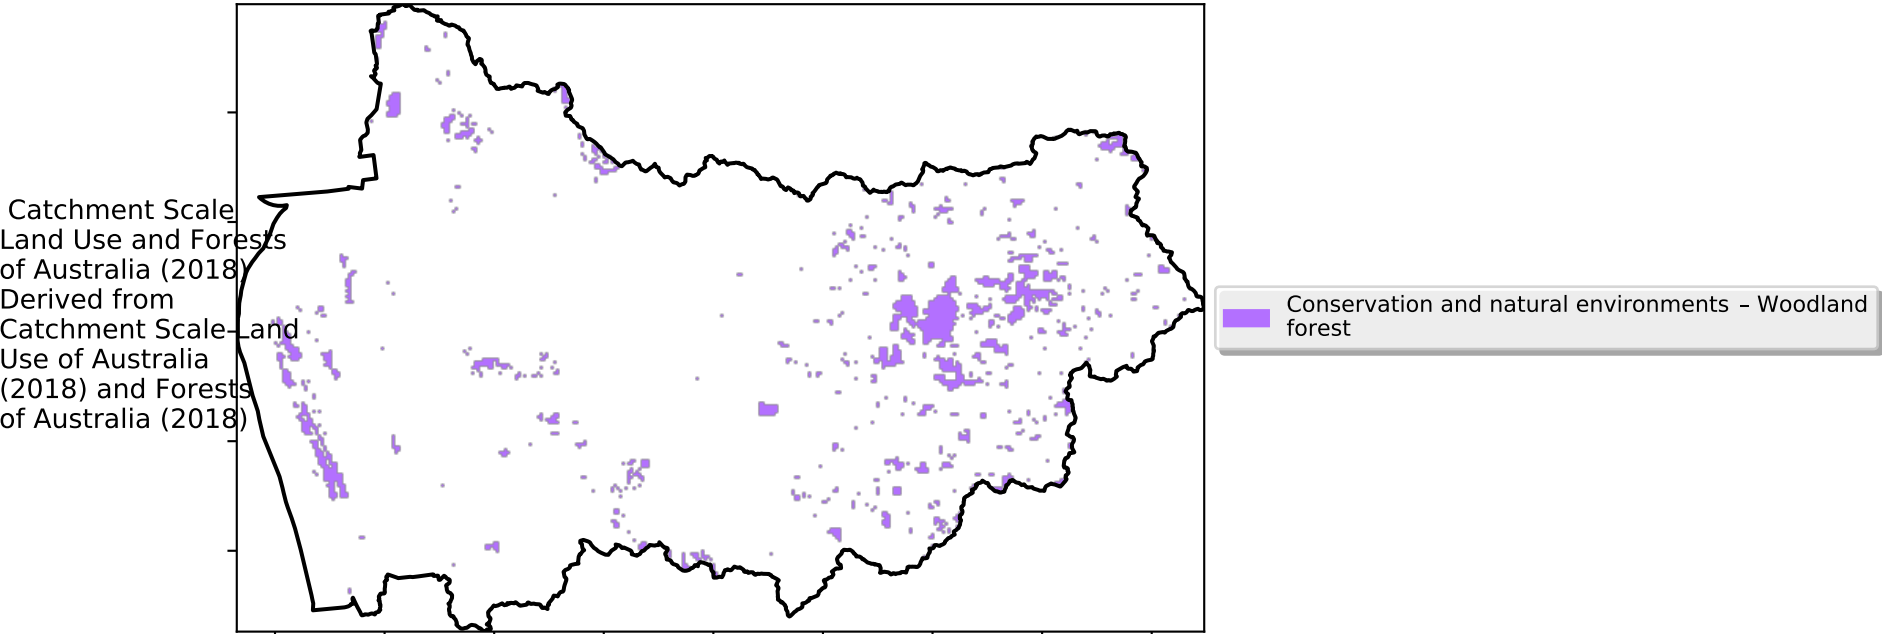 Catchment Scale
Land Use and Forests
of Australia (2018)
Derived from
Catchment Scale Land
Use of Australia
(2018) and Forests
of Australia (2018)
Conservation and natural environments – Woodland
forest